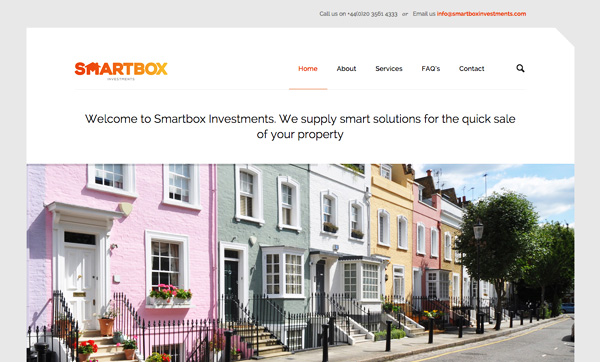 Call us on +44(0)20 3561 4333 or Email us info@smartboxinvestments.com
SMARTBOX
INVESTMENTS
Home About Services FAQ's Contact
Welcome to Smartbox Investments. We supply smart solutions for the quick sale
of your property